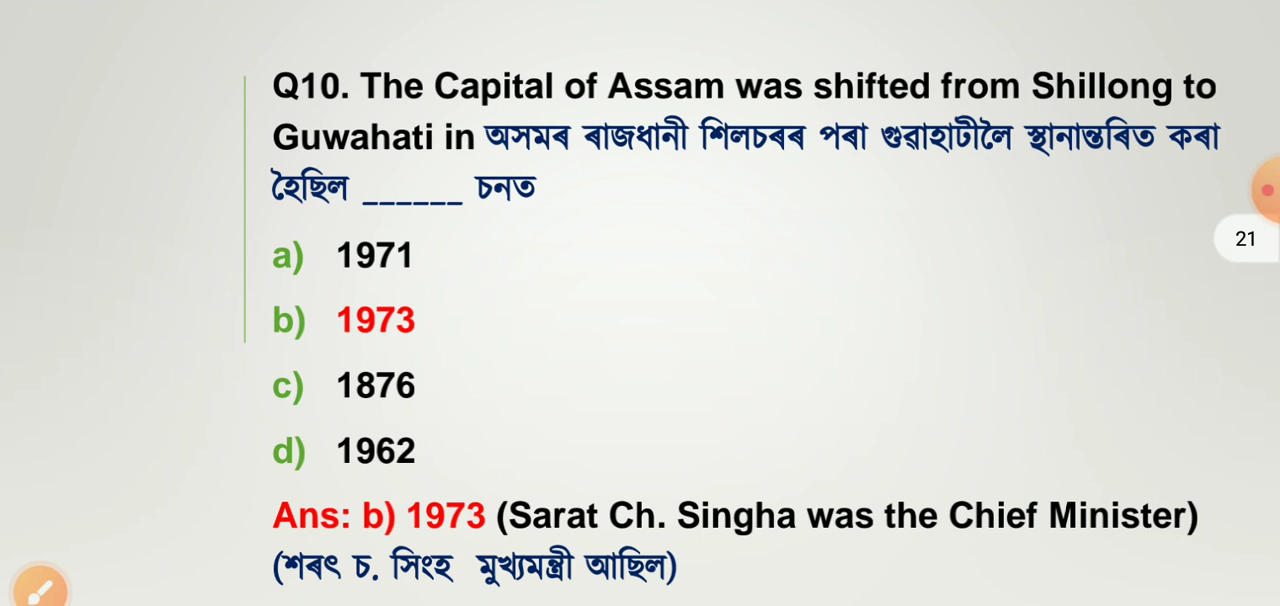 Q10. The Capital of Assam was shifted from Shillong to
Guwahati in অসমৰ ৰাজধানী শিলচৰৰ পৰা গুৱাহাটীলৈ স্থানান্তৰিত কৰা
হৈছিল ______ চনত
21
a) 1971
b) 1973
c) 1876
d) 1962
Ans: b) 1973 (Sarat Ch. Singha was the Chief Minister)
(শৰৎ চ. সিংহ মুখ্যমন্ত্ৰী আছিল)